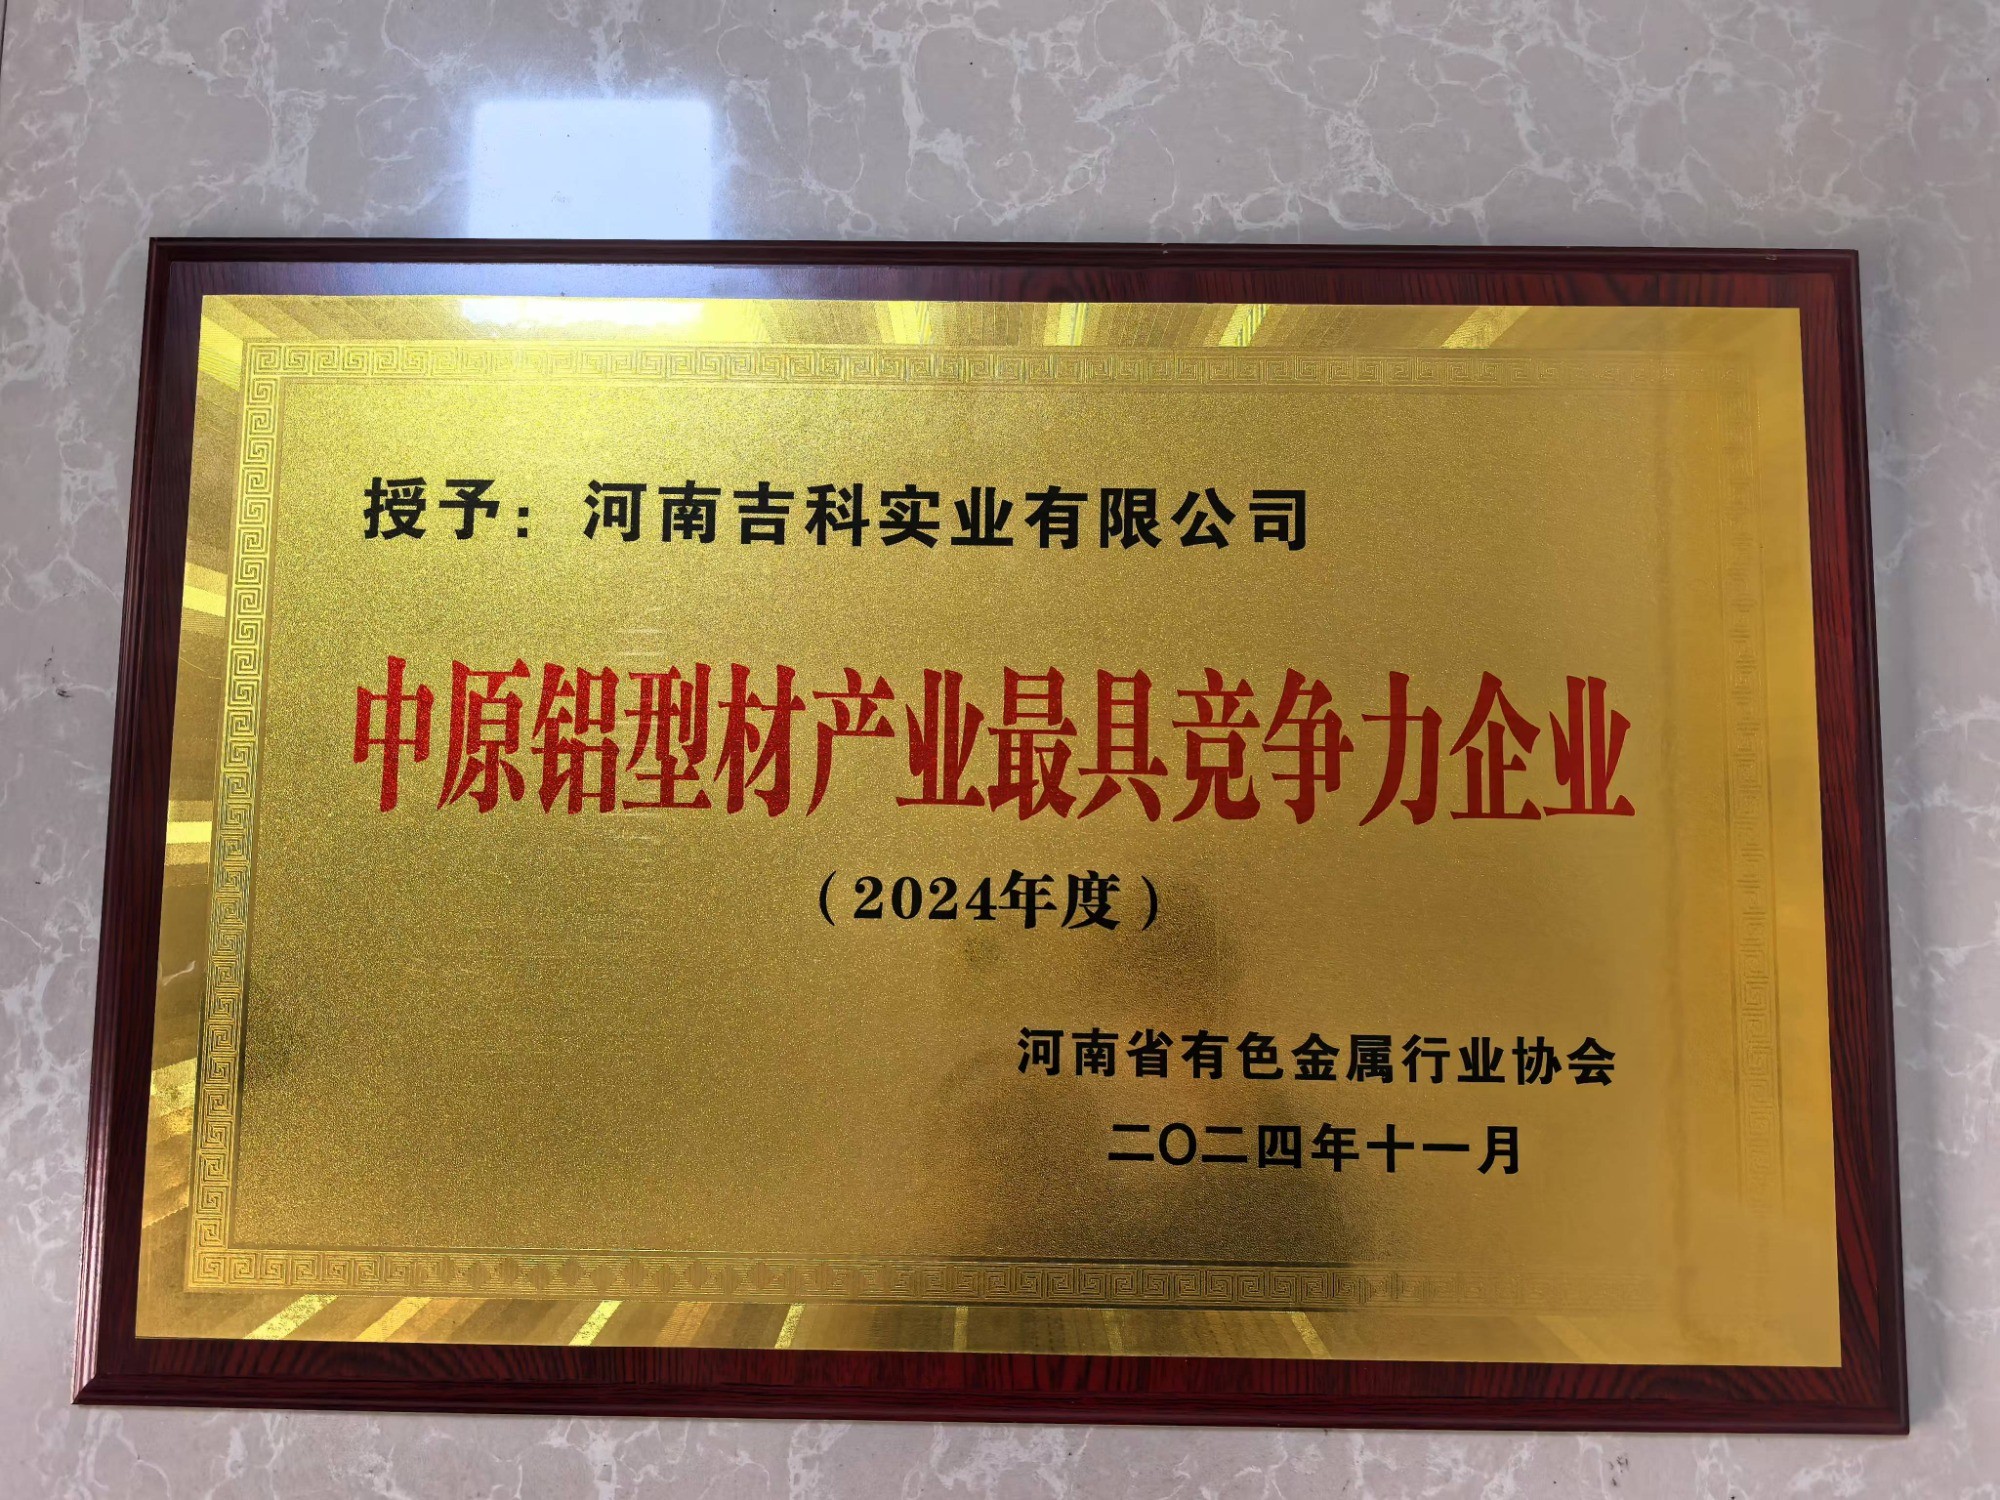 授予：河南吉科实业有限公司
中原铝型材产业最具竞争力企业
（2024年度）
河南省有色金属行业协会
二〇二四年十一月